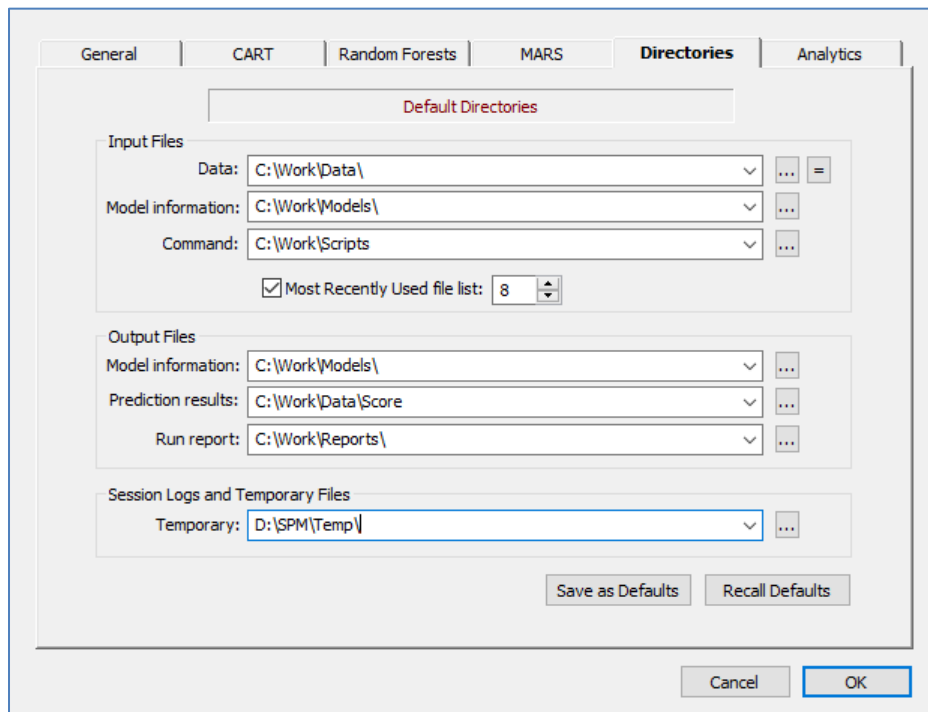 General CART Random Forests MARS Directories Analytics
Default Directories
Input Files
Data: C:\Work\Data\ ... =
Model information: C:\Work\Models\ ...
Command: C:\Work\Scripts ...
Most Recently Used file list: 8
Output Files
Model information: C:\Work\Models\ ...
Prediction results: C:\Work\Data\Score ...
Run report: C:\Work\Reports\ ...
Session Logs and Temporary Files
Temporary: D:\SPM\Temp\ ...
Save as Defaults Recall Defaults
Cancel OK